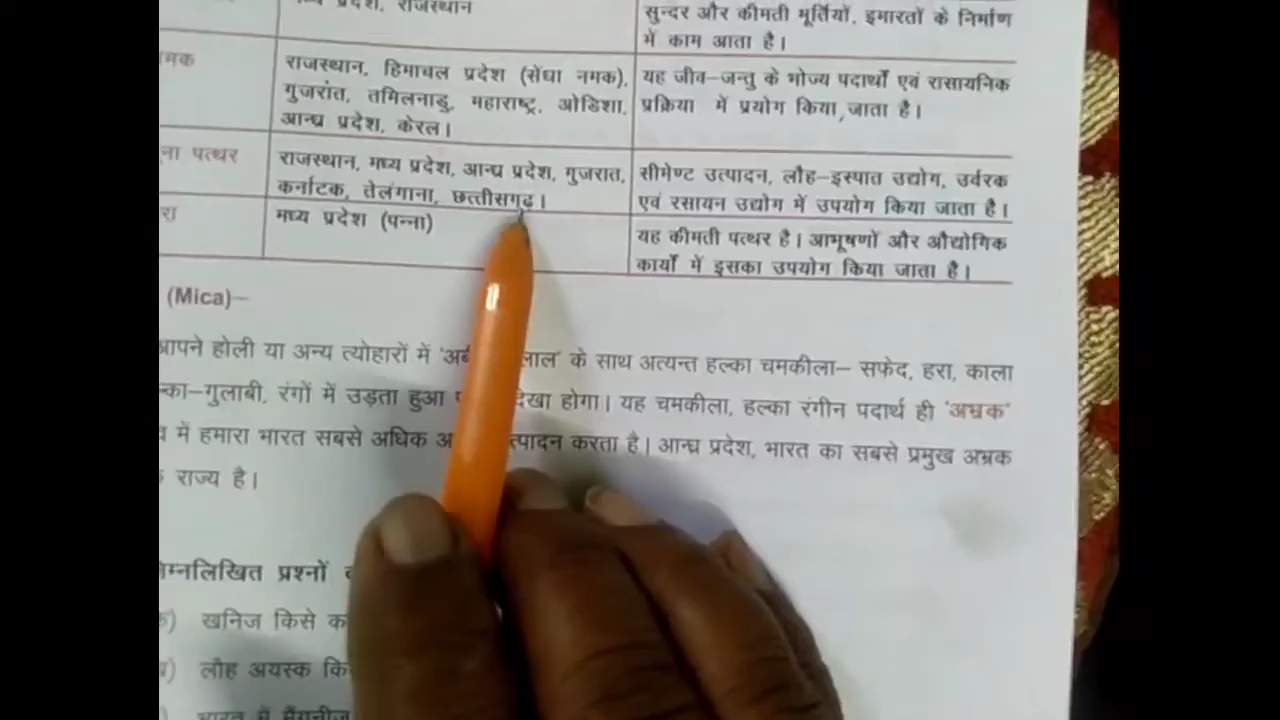 राजस्थान
सुन्दर और कीमती मूर्तियों, इमारतों के निर्माण
में काम आता है।
राजस्थान, हिमाचल प्रदेश (सेंधा नमक),
गुजरांत, तमिलनाडु, महाराष्ट्र, ओडिशा,
आन्ध्र प्रदेश, केरल।
यह जीव–जन्तु के भोज्य पदार्थों एवं रासायनिक
प्रक्रिया में प्रयोग किया जाता है।
पत्थर
राजस्थान, मध्य प्रदेश, आन्ध्र प्रदेश, गुजरात,
कर्नाटक, तेलंगाना, छत्तीसगढ़।
सीमेण्ट उत्पादन, लौह–इस्पात उद्योग, उर्वरक
एवं रसायन उद्योग में उपयोग किया जाता है।
मध्य प्रदेश (पन्ना)
यह कीमती पत्थर है। आभूषणों और औद्योगिक
कार्यों में इसका उपयोग किया जाता है।
(Mica)–
आपने होली या अन्य त्योहारों में के साथ अत्यन्त हल्का चमकीला– सफेद, हरा, काला
गुलाबी, रंगों में उड़ता हुआ दिखा होगा। यह चमकीला, हल्का रंगीन पदार्थ ही 'अभ्रक'
में हमारा भारत सबसे अधिक करता है। आन्ध्र प्रदेश, भारत का सबसे प्रमुख अभ्रक
राज्य है।
प्रश्नों
खनिज किसे
लौह अयस्क
भारत में मैंगनीज